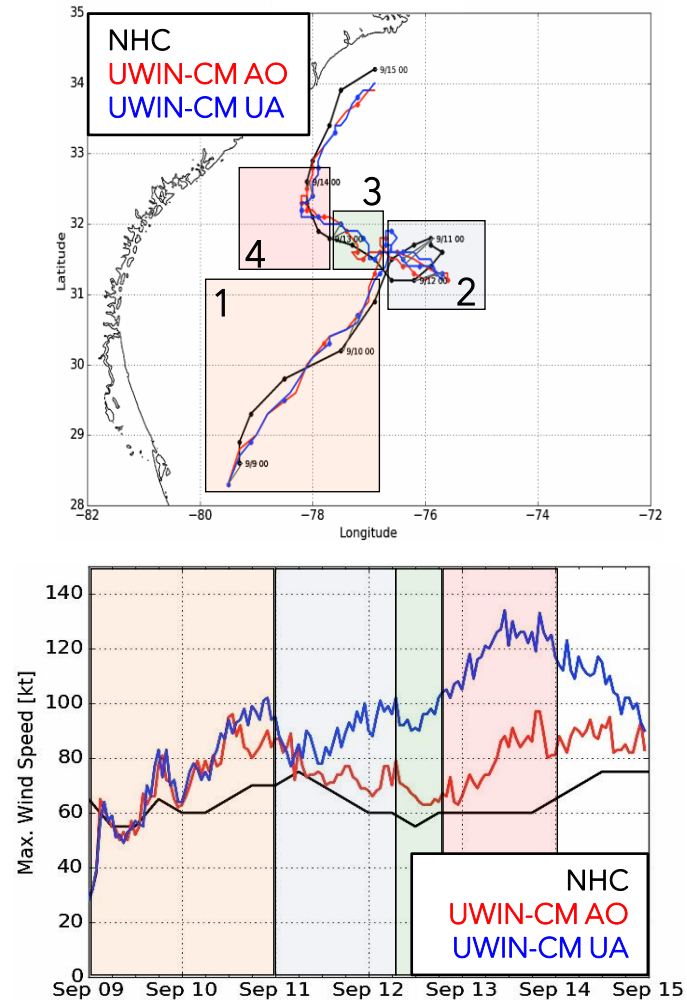 35
34
33
32
31
30
29
28
Latitude
NHC
UWIN-CM AO
UWIN-CM UA
9/15 00
9/14 00
3
9/13 00
9/11 00
4
9/12 00
2
1
9/10 00
9/9 00
−82
−80
−78
−76
−74
−72
Longitude
140
120
100
80
60
40
20
0
Max. Wind Speed [kt]
NHC
UWIN-CM AO
UWIN-CM UA
Sep 09
Sep 10
Sep 11
Sep 12
Sep 13
Sep 14
Sep 15